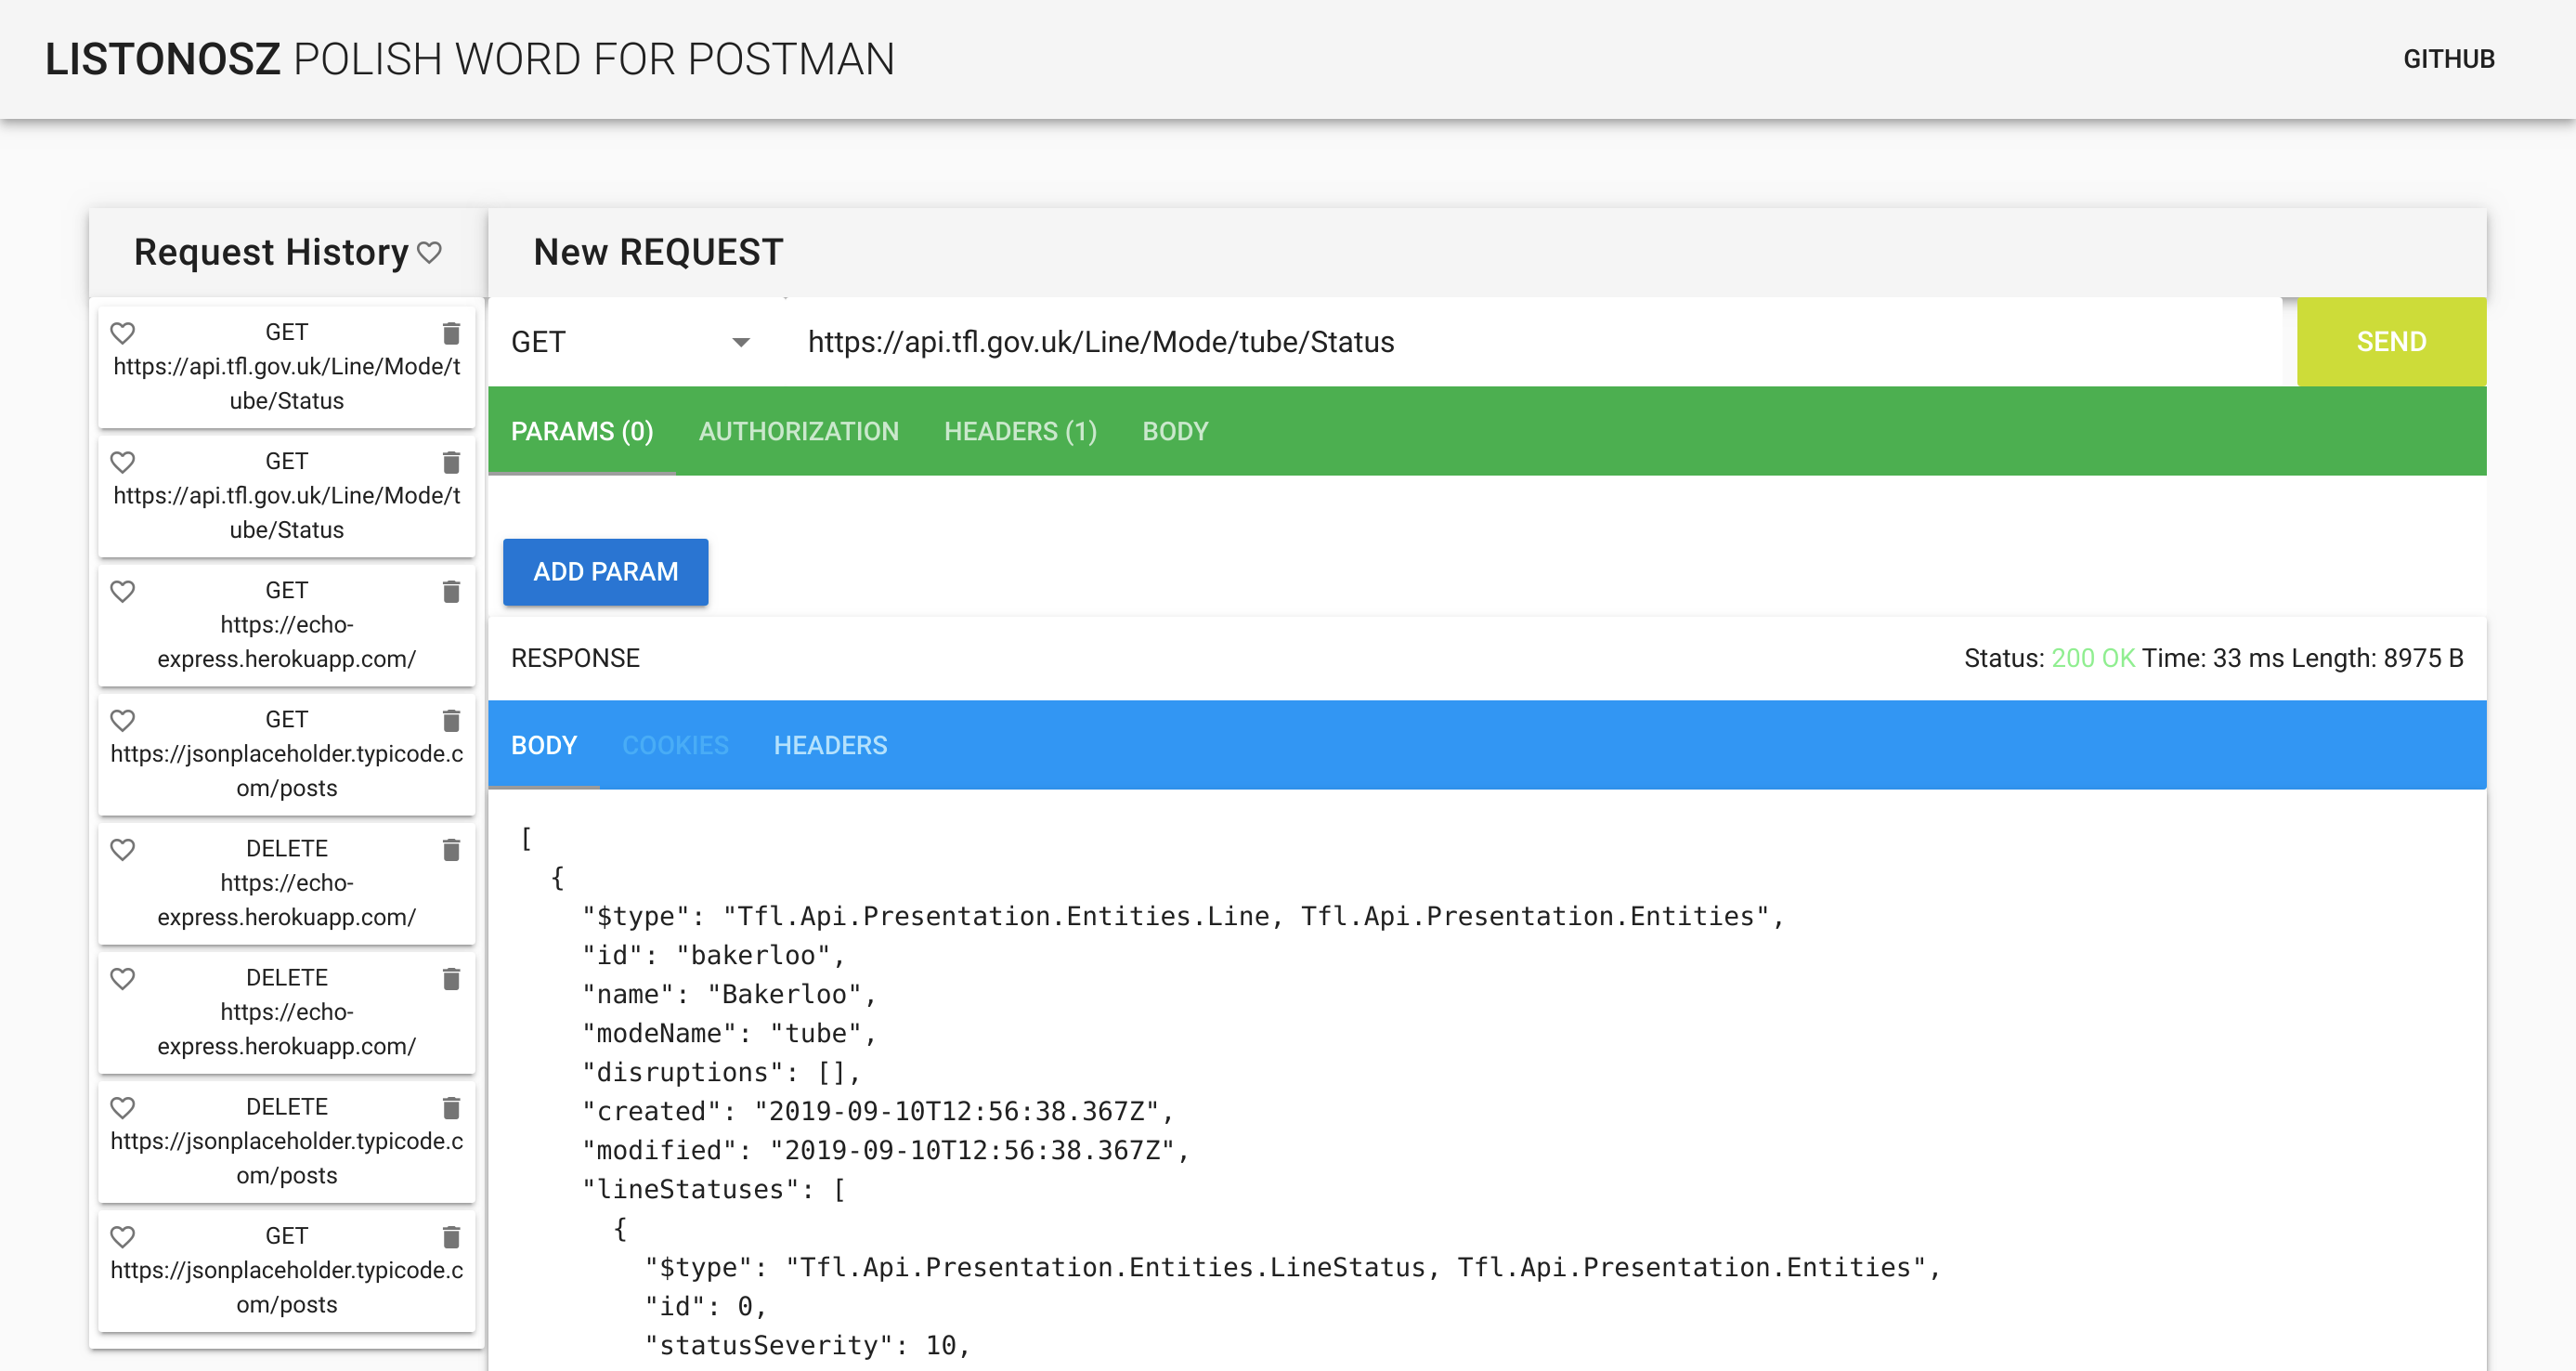 LISTONOSZ POLISH WORD FOR POSTMAN
GITHUB
Request History
GET
https://api.tfl.gov.uk/Line/Mode/t
ube/Status
GET
https://api.tfl.gov.uk/Line/Mode/t
ube/Status
GET
https://echo-
express.herokuapp.com/
GET
https://jsonplaceholder.typicode.c
om/posts
DELETE
https://echo-
express.herokuapp.com/
DELETE
https://echo-
express.herokuapp.com/
DELETE
https://jsonplaceholder.typicode.c
om/posts
GET
https://jsonplaceholder.typicode.c
om/posts
New REQUEST
GET https://api.tfl.gov.uk/Line/Mode/tube/Status SEND
PARAMS (0) AUTHORIZATION HEADERS (1) BODY
ADD PARAM
RESPONSE Status: 200 OK Time: 33 ms Length: 8975 B
BODY COOKIES HEADERS
[
{
"$type": "Tfl.Api.Presentation.Entities.Line, Tfl.Api.Presentation.Entities",
"id": "bakerloo",
"name": "Bakerloo",
"modeName": "tube",
"disruptions": [],
"created": "2019-09-10T12:56:38.367Z",
"modified": "2019-09-10T12:56:38.367Z",
"lineStatuses": [
{
"$type": "Tfl.Api.Presentation.Entities.LineStatus, Tfl.Api.Presentation.Entities",
"id": 0,
"statusSeverity": 10,